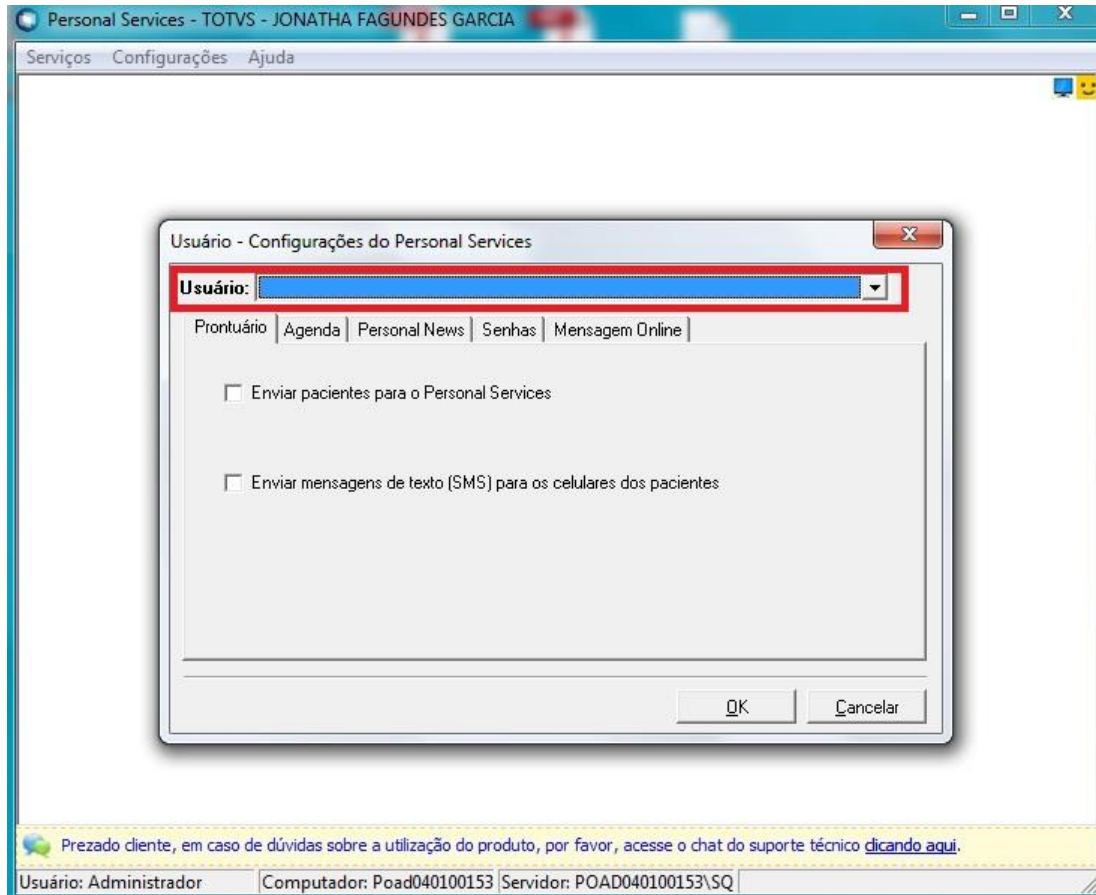 Personal Services - TOTVS - JONATHA FAGUNDES GARCIA
Serviços Configurações Ajuda
Usuário - Configurações do Personal Services
Usuário:
Prontuário Agenda Personal News Senhas Mensagem Online
Enviar pacientes para o Personal Services
Enviar mensagens de texto (SMS) para os celulares dos pacientes
OK Cancelar
Prezado cliente, em caso de dúvidas sobre a utilização do produto, por favor, acesse o chat do suporte técnico clicando aqui.
Usuário: Administrador Computador: Poad040100153 Servidor: POAD040100153\SQ